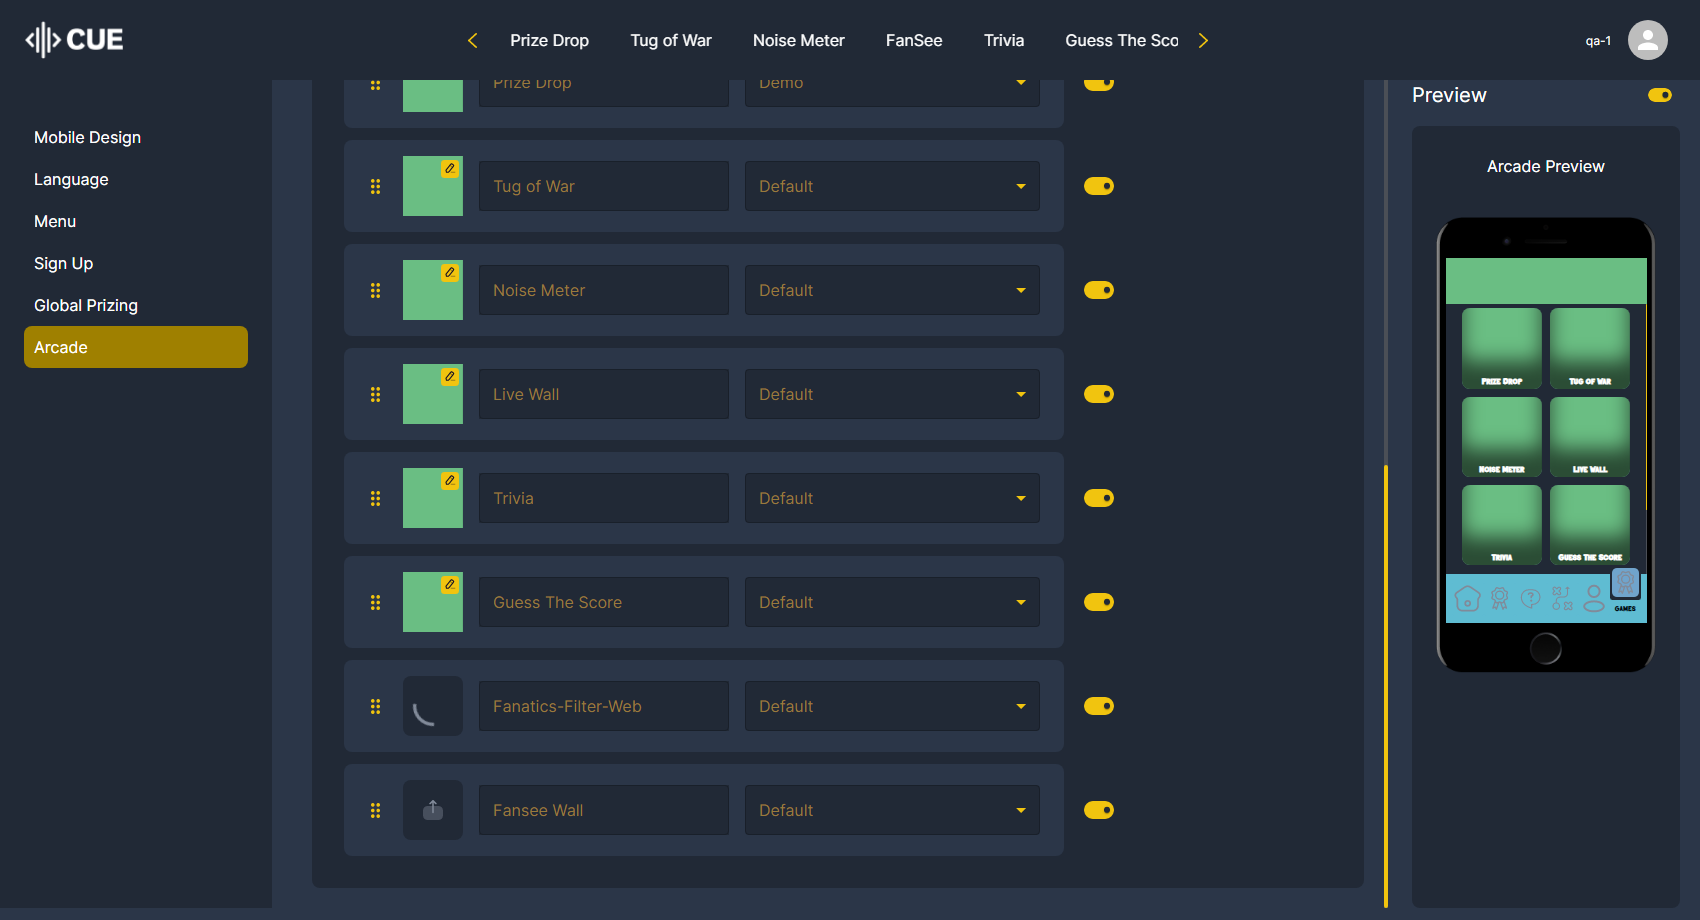 CUE
Prize Drop
Tug of War
Noise Meter
FanSee
Trivia
Guess The Sco
qa-1
Mobile Design
Language
Menu
Sign Up
Global Prizing
Arcade
Prize Drop
Demo
Tug of War
Default
Noise Meter
Default
Live Wall
Default
Trivia
Default
Guess The Score
Default
Fanatics-Filter-Web
Default
Fansee Wall
Default
Preview
Arcade Preview
Prize Drop
Tug of War
Noise Meter
Live Wall
Trivia
Guess The Score
GAMES